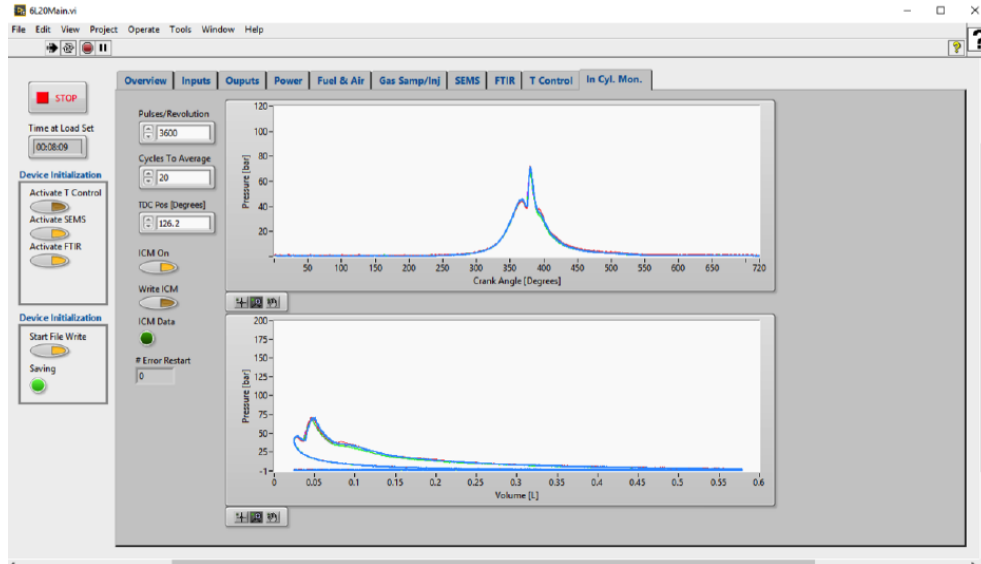 6L20Main.vi
File Edit View Project Operate Tools Window Help
Overview Inputs Ouputs Power Fuel & Air Gas Samp/Inj SEMS FTIR T Control In Cyl. Mon.
STOP
Time at Load Set
00:08:09
Device Initialization
Activate T Control
Activate SEMS
Activate FTIR
Device Initialization
Start File Write
Saving
Pulses/Revolution
3600
Cycles To Average
20
TDC Pos [Degrees]
126.2
ICM On
Write ICM
ICM Data
# Error Restart
0
Pressure [bar]
120
100
80
60
40
20
50 100 150 200 250 300 350 400 450 500 550 600 650 720
Crank Angle [Degrees]
Pressure [bar]
200
175
150
125
100
75
50
25
-1
0 0.05 0.1 0.15 0.2 0.25 0.3 0.35 0.4 0.45 0.5 0.55 0.6
Volume [L]